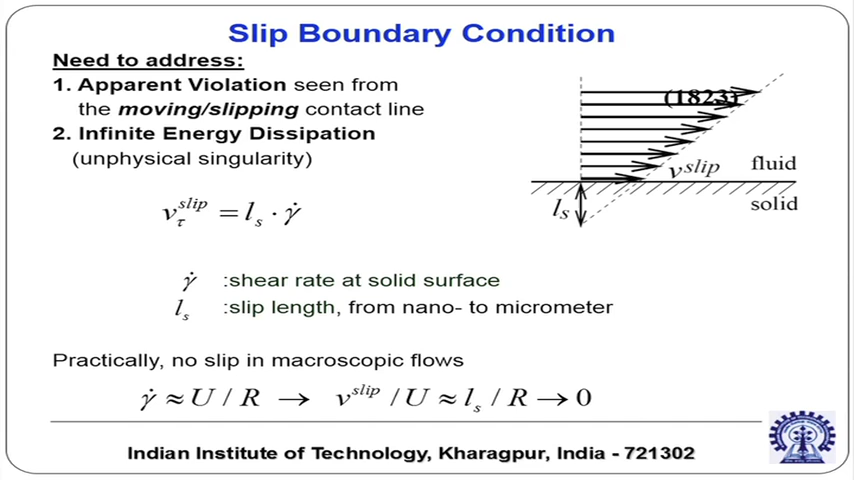 Slip Boundary Condition
Need to address:
1. Apparent Violation seen from
the moving/slipping contact line
2. Infinite Energy Dissipation
(unphysical singularity)
(1823)
v^slip
fluid
solid
l_s
v_τ^slip = l_s · γ̇
γ̇ :shear rate at solid surface
l_s :slip length, from nano- to micrometer
Practically, no slip in macroscopic flows
γ̇ ≈ U / R → v^slip / U ≈ l_s / R → 0
Indian Institute of Technology, Kharagpur, India - 721302